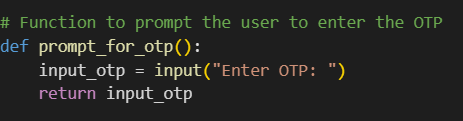 # Function to prompt the user to enter the OTP
def prompt_for_otp():
    input_otp = input("Enter OTP: ")
    return input_otp